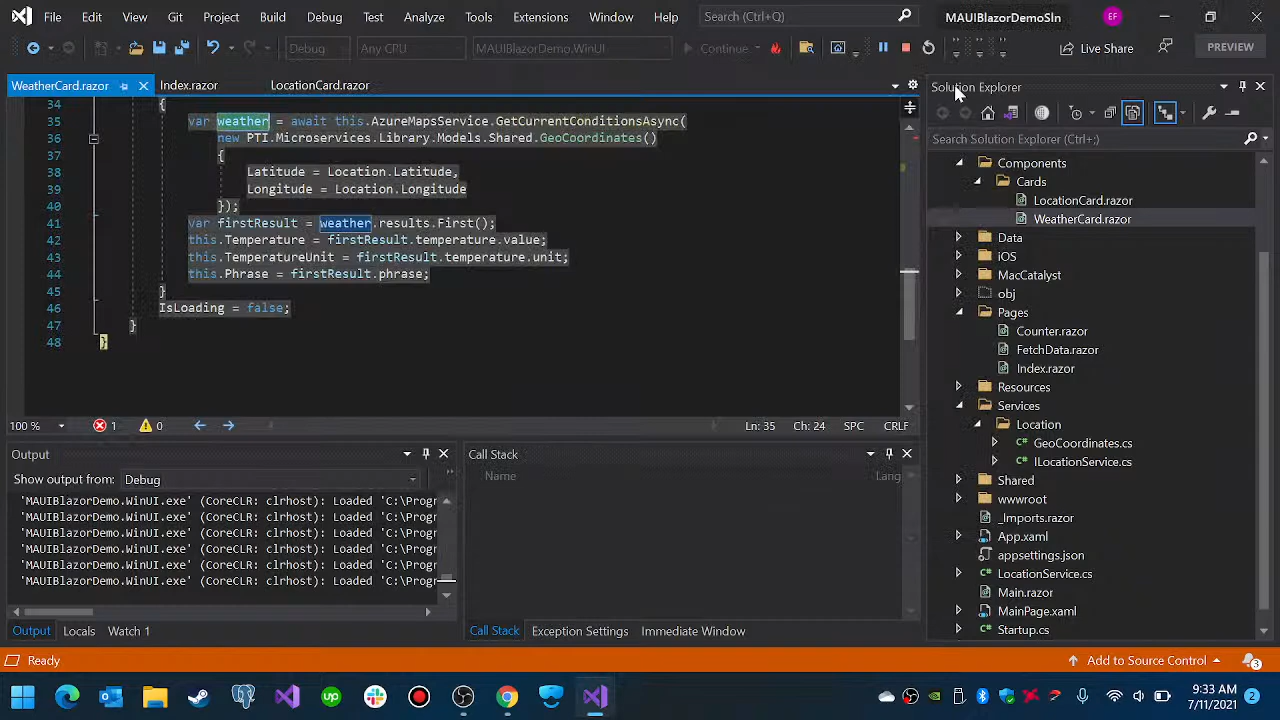 File Edit View Git Project Build Debug Test Analyze Tools Extensions Window Help Search (Ctrl+Q) MAUIBlazorDemoSln EF
Debug Any CPU MAUIBlazorDemo.WinUI Continue Live Share PREVIEW
WeatherCard.razor Index.razor LocationCard.razor
34 {
35 var weather = await this.AzureMapsService.GetCurrentConditionsAsync(
36 new PTI.Microservices.Library.Models.Shared.GeoCoordinates()
37 {
38 Latitude = Location.Latitude,
39 Longitude = Location.Longitude
40 });
41 var firstResult = weather.results.First();
42 this.Temperature = firstResult.temperature.value;
43 this.TemperatureUnit = firstResult.temperature.unit;
44 this.Phrase = firstResult.phrase;
45 }
46 IsLoading = false;
47 }
48 }
100 % 1 0 Ln: 35 Ch: 24 SPC CRLF
Output
Show output from: Debug
'MAUIBlazorDemo.WinUI.exe' (CoreCLR: clrhost): Loaded 'C:\Progr
'MAUIBlazorDemo.WinUI.exe' (CoreCLR: clrhost): Loaded 'C:\Progr
'MAUIBlazorDemo.WinUI.exe' (CoreCLR: clrhost): Loaded 'C:\Progr
'MAUIBlazorDemo.WinUI.exe' (CoreCLR: clrhost): Loaded 'C:\Progr
'MAUIBlazorDemo.WinUI.exe' (CoreCLR: clrhost): Loaded 'C:\Progr
'MAUIBlazorDemo.WinUI.exe' (CoreCLR: clrhost): Loaded 'C:\Progr
Output Locals Watch 1
Call Stack
Name Lang
Call Stack Exception Settings Immediate Window
Solution Explorer
Search Solution Explorer (Ctrl+;)
Components
Cards
LocationCard.razor
WeatherCard.razor
Data
iOS
MacCatalyst
obj
Pages
Counter.razor
FetchData.razor
Index.razor
Resources
Services
Location
GeoCoordinates.cs
ILocationService.cs
Shared
wwwroot
_Imports.razor
App.xaml
appsettings.json
LocationService.cs
Main.razor
MainPage.xaml
Startup.cs
Ready Add to Source Control 3
up 9:33 AM
7/11/2021 2